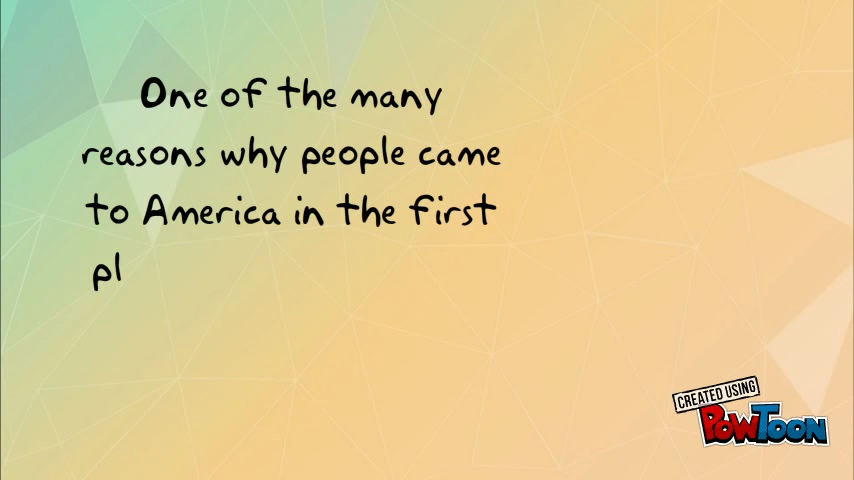 One of the many
reasons why people came
to America in the first
pl
CREATED USING
POWTOON